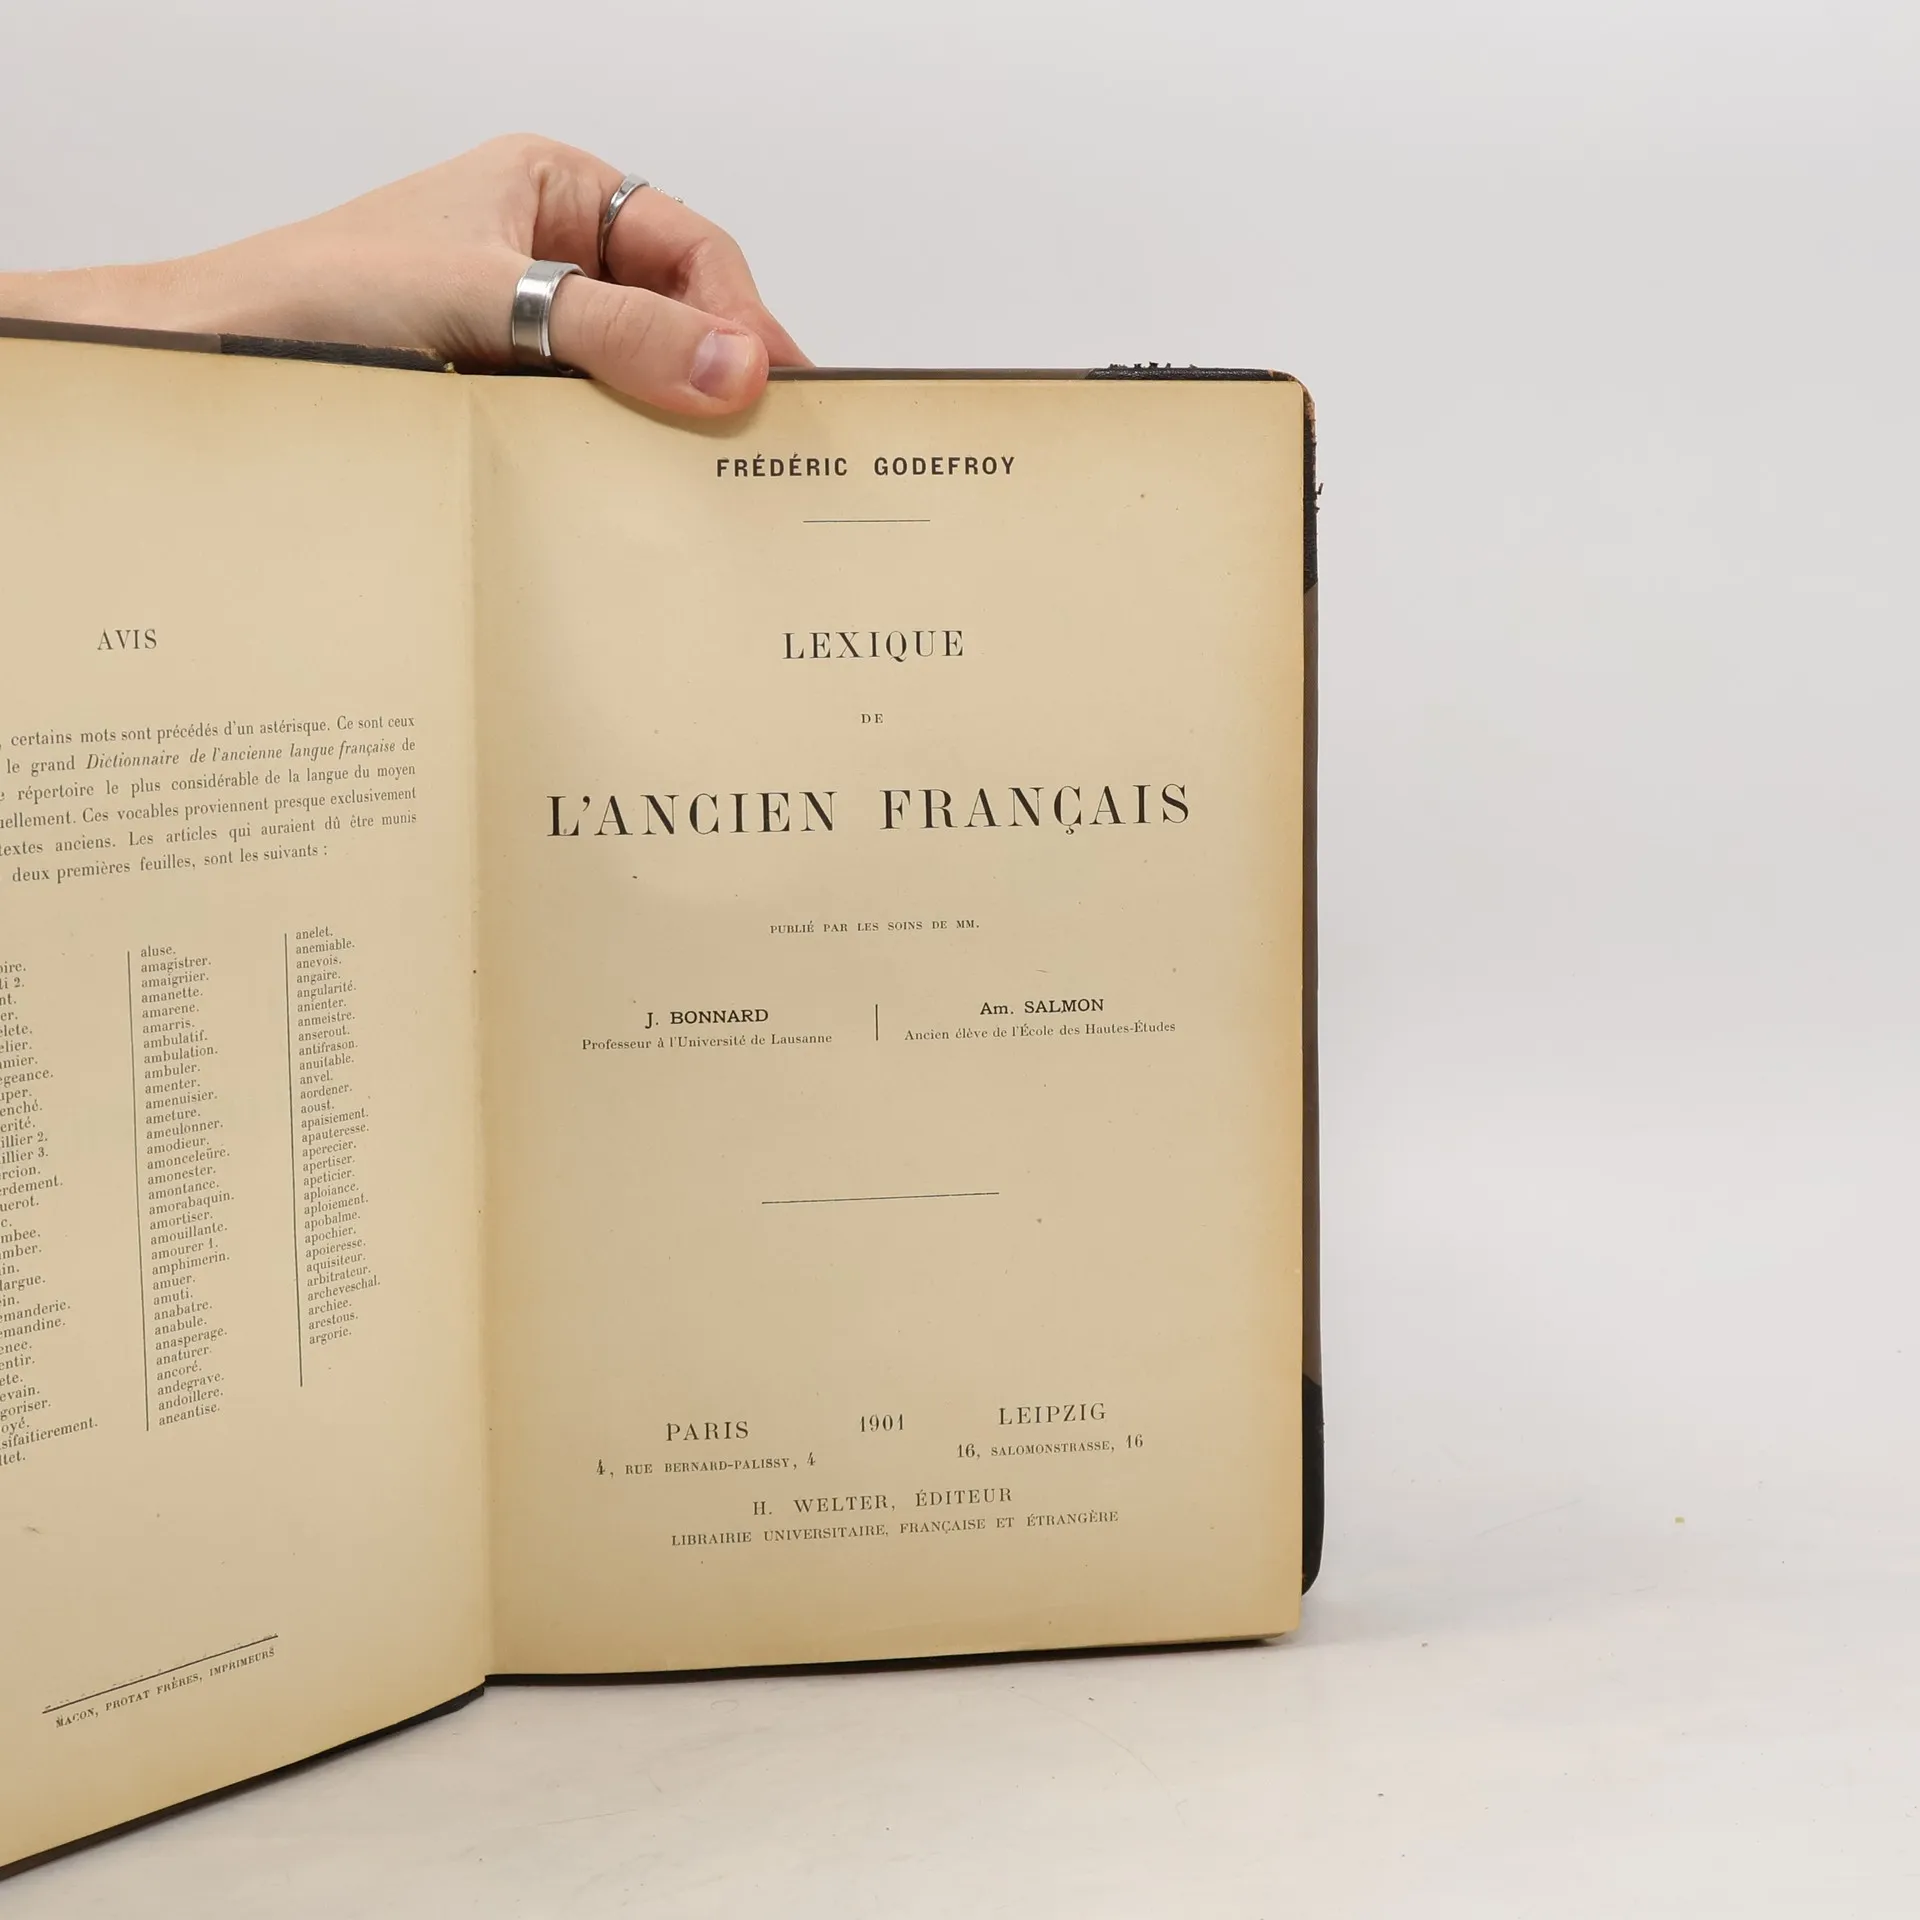 AVIS
certains mots sont précédés d'un astérisque. Ce sont ceux
le grand Dictionnaire de l'ancienne langue française de
répertoire le plus considérable de la langue du moyen
Ces vocables proviennent presque exclusivement
textes anciens. Les articles qui auraient dû être munis
deux premières feuilles, sont les suivants :
aluse.
amagistrer.
amaigriier.
amanette.
amarene.
amarris.
ambulatif.
ambulation.
ambuler.
amenter.
amenuisier.
ameture.
ameulonner.
amodieur.
amonceleüre.
amonester.
amontance.
amorabaquin.
amortiser.
amouillante.
amourer 1.
amphimerin.
amuer.
amuti.
anabatre.
anabule.
anasperage.
anaturer.
ancoré.
andegrave.
andoillere.
aneantise.
anelet.
anemiable.
anevois.
angaire.
angularité.
anienter.
anmeistre.
anserout.
antifrason.
anuitable.
anvel.
aordener.
aoust.
apaisiement.
apauteresse.
aperecier.
apertiser.
apeticier.
aploiance.
aploiement.
apobalme.
apochier.
apoieresse.
aquisiteur.
arbitrateur.
archeveschal.
archiee.
arestous.
argorie.
MACON, PROTAT FRÈRES, IMPRIMEURS
FRÉDÉRIC GODEFROY
LEXIQUE
DE
L'ANCIEN FRANÇAIS
PUBLIÉ PAR LES SOINS DE MM.
J. BONNARD
Professeur à l'Université de Lausanne
Am. SALMON
Ancien élève de l'École des Hautes-Études
PARIS
4, RUE BERNARD-PALISSY, 4
1901
LEIPZIG
16, SALOMONSTRASSE, 16
H. WELTER, ÉDITEUR
LIBRAIRIE UNIVERSITAIRE, FRANÇAISE ET ÉTRANGÈRE